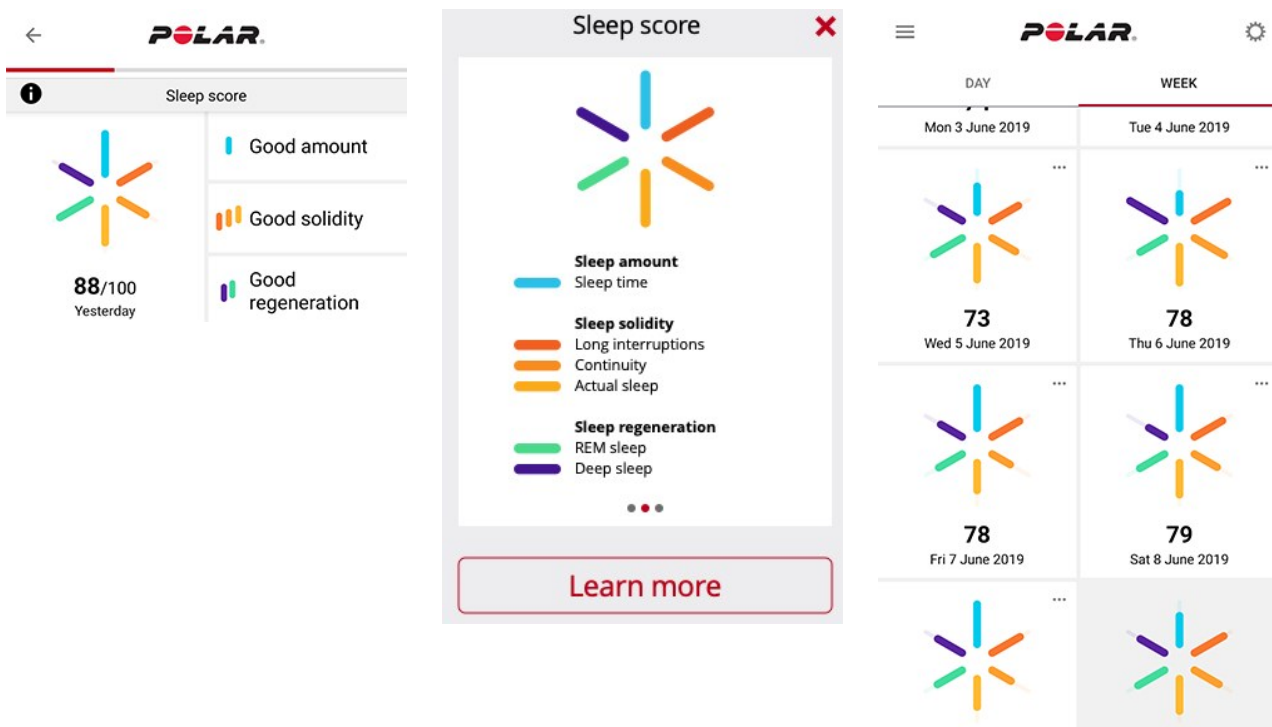 POLAR
Sleep score
Good amount
Good solidity
Good
regeneration
88/100
Yesterday
Sleep score
Sleep amount
Sleep time
Sleep solidity
Long interruptions
Continuity
Actual sleep
Sleep regeneration
REM sleep
Deep sleep
Learn more
POLAR
DAY WEEK
Mon 3 June 2019 Tue 4 June 2019
73 78
Wed 5 June 2019 Thu 6 June 2019
78 79
Fri 7 June 2019 Sat 8 June 2019